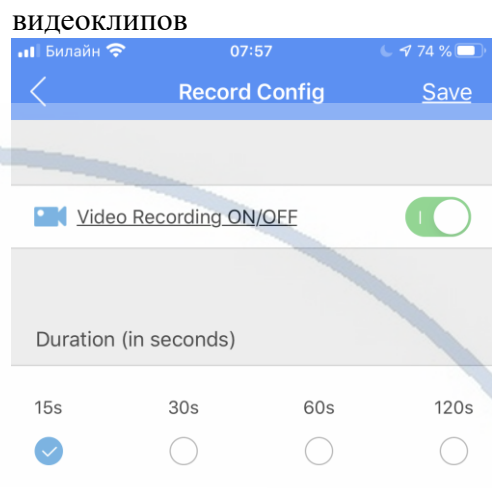 видеоклипов
Билайн 07:57 74 %
Record Config Save
Video Recording ON/OFF
Duration (in seconds)
15s 30s 60s 120s